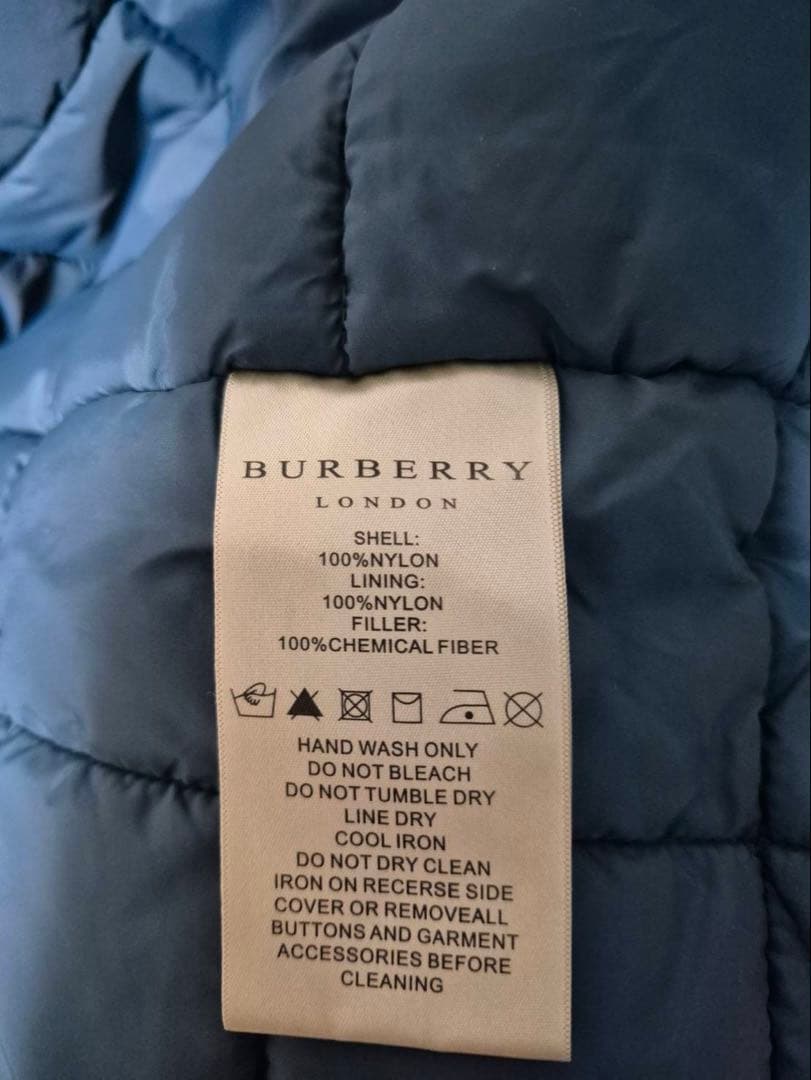 BURBERRY
LONDON
SHELL:
100%NYLON
LINING:
100%NYLON
FILLER:
100%CHEMICAL FIBER
HAND WASH ONLY
DO NOT BLEACH
DO NOT TUMBLE DRY
LINE DRY
COOL IRON
DO NOT DRY CLEAN
IRON ON RECERSE SIDE
COVER OR REMOVEALL
BUTTONS AND GARMENT
ACCESSORIES BEFORE
CLEANING